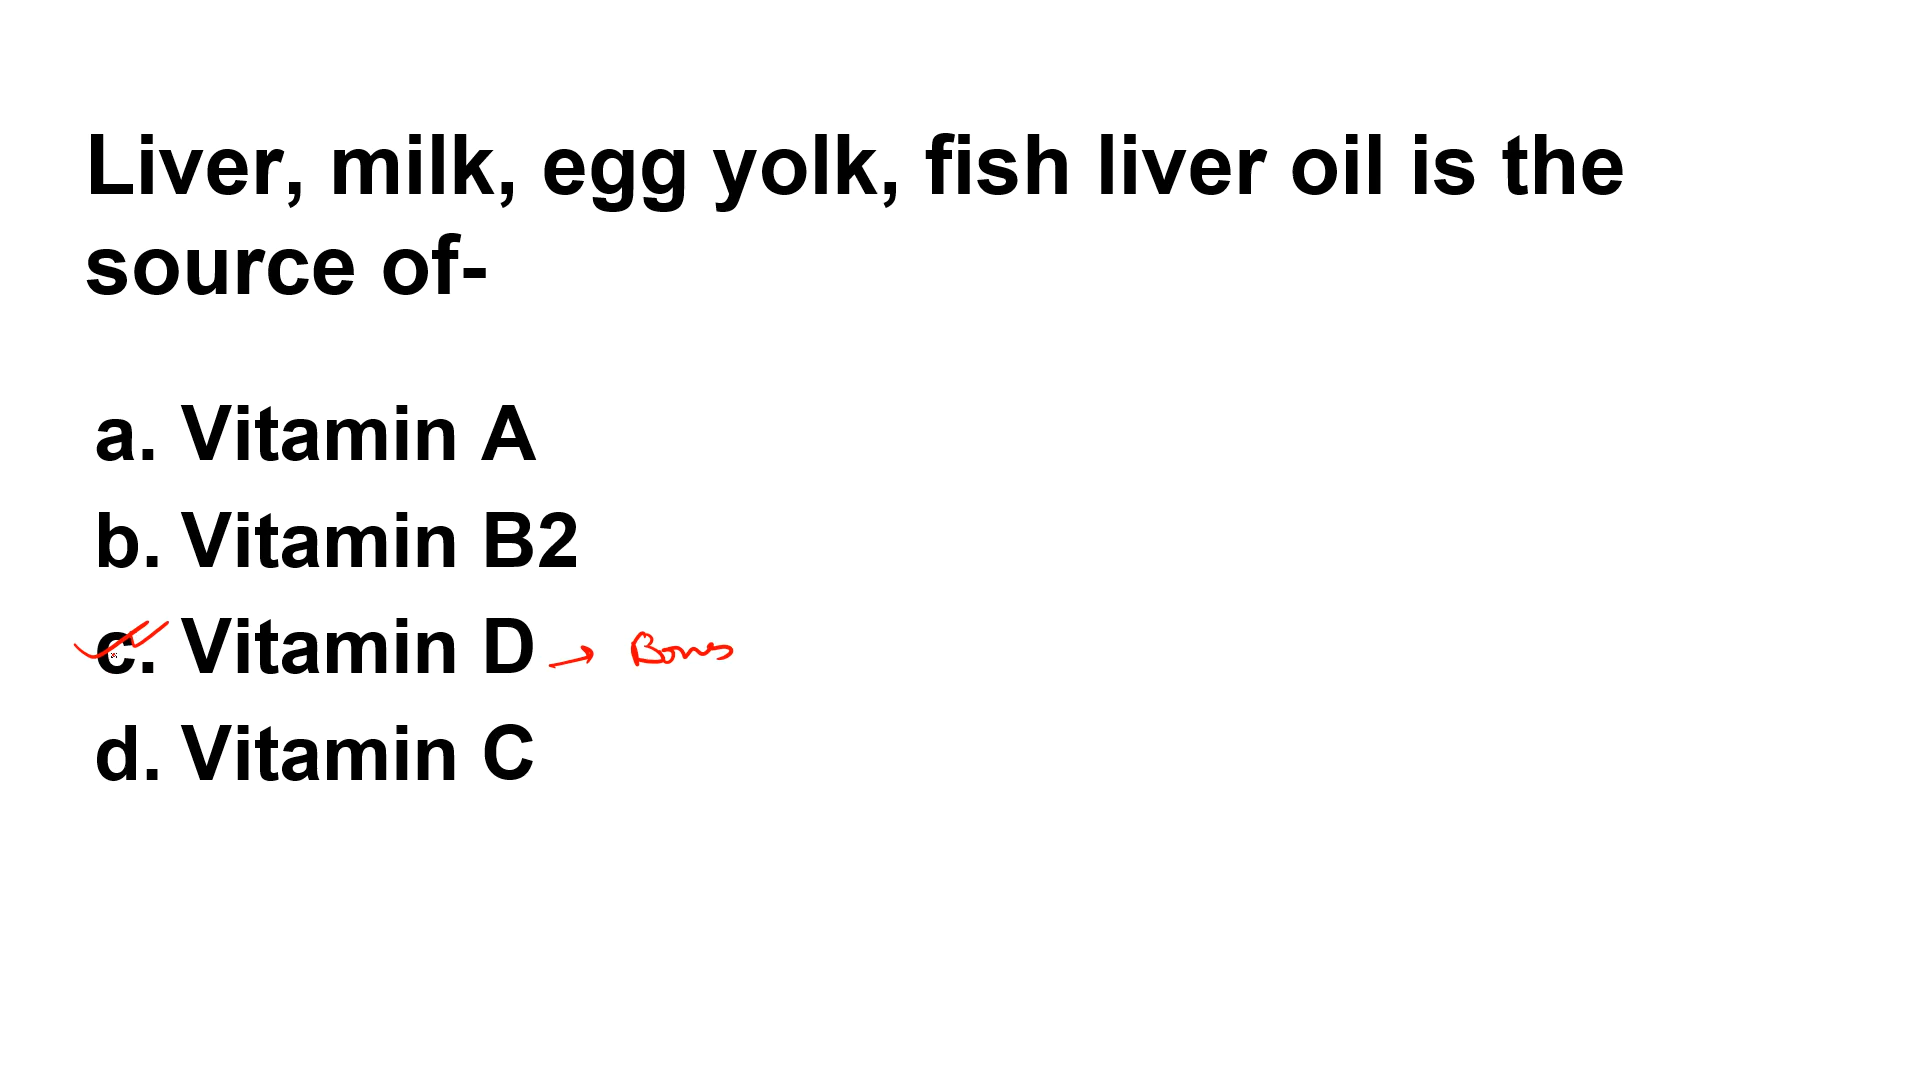 Liver, milk, egg yolk, fish liver oil is the
source of-
a. Vitamin A
b. Vitamin B2
c. Vitamin D → Bones
d. Vitamin C